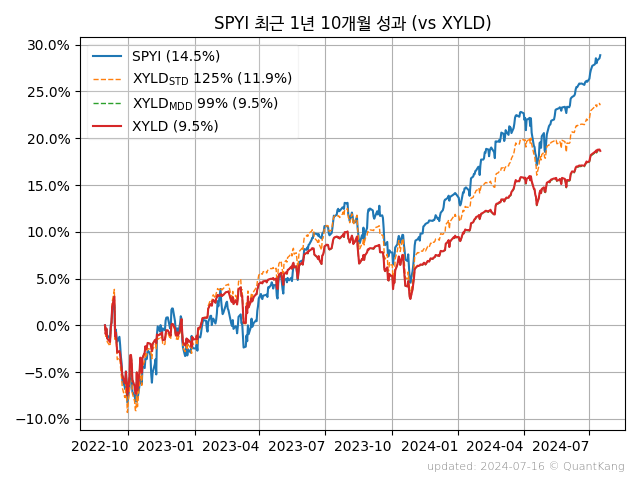 SPYI 최근 1년 10개월 성과 (vs XYLD)
30.0%
25.0%
20.0%
15.0%
10.0%
5.0%
0.0%
−5.0%
−10.0%
SPYI (14.5%)
XYLD_STD 125% (11.9%)
XYLD_MDD 99% (9.5%)
XYLD (9.5%)
2022-10 2023-01 2023-04 2023-07 2023-10 2024-01 2024-04 2024-07
updated: 2024-07-16 © QuantKang